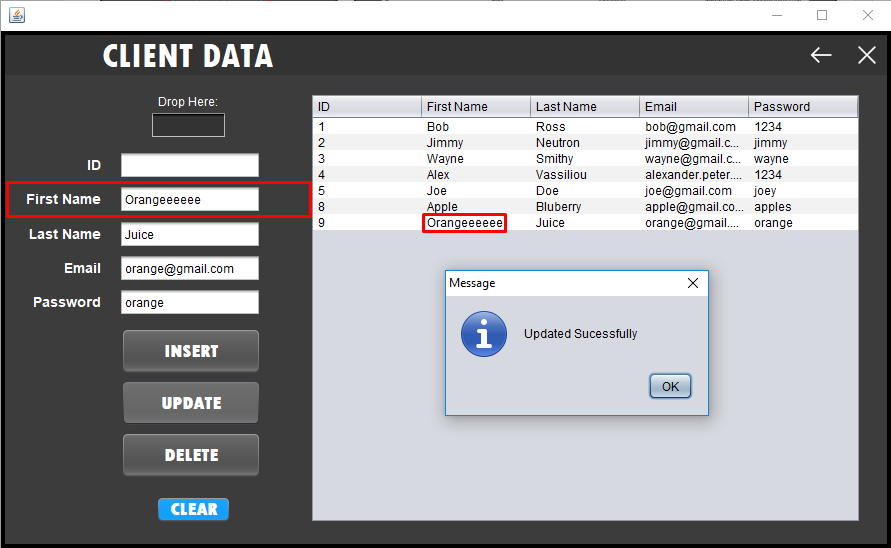 CLIENT DATA
Drop Here:
ID
First Name Orangeeeeee
Last Name Juice
Email orange@gmail.com
Password orange
INSERT
UPDATE
DELETE
CLEAR
ID First Name Last Name Email Password
1 Bob Ross bob@gmail.com 1234
2 Jimmy Neutron jimmy@gmail.c... jimmy
3 Wayne Smithy wayne@gmail.c... wayne
4 Alex Vassiliou alexander.peter.... 1234
5 Joe Doe joe@gmail.com joey
8 Apple Bluberry apple@gmail.co... apples
9 Orangeeeeee Juice orange@gmail.... orange
Message
Updated Sucessfully
OK